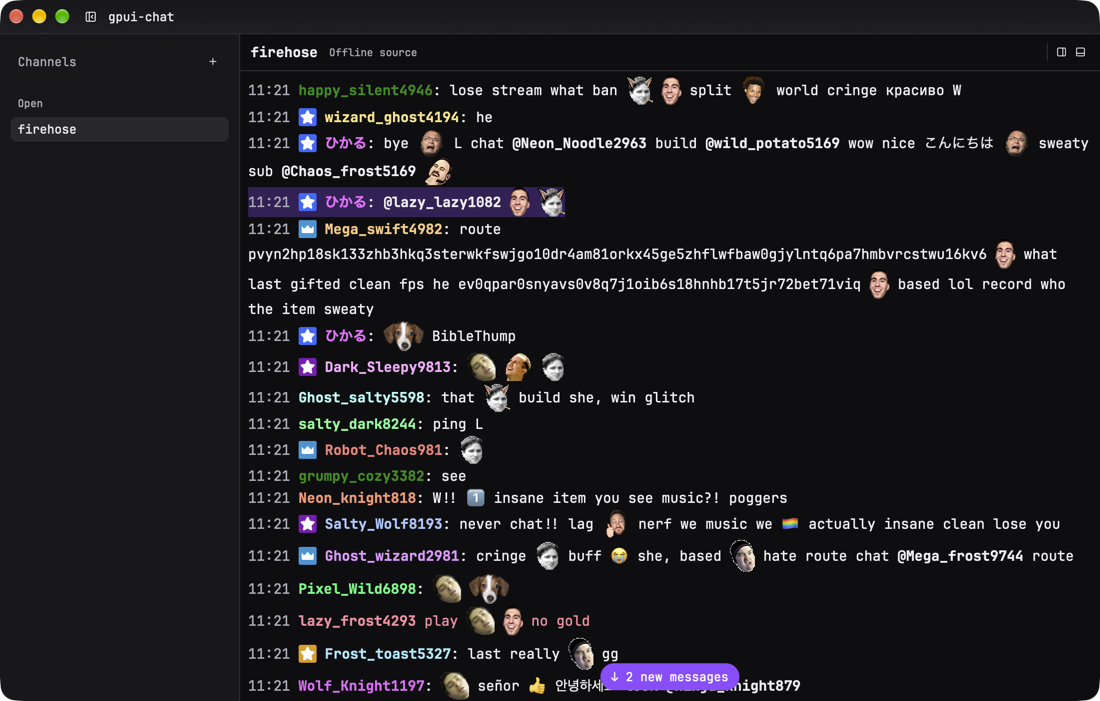 gpui-chat
Channels +
Open
firehose
firehose Offline source
11:21 happy_silent4946: lose stream what ban split world cringe красиво W
11:21 wizard_ghost4194: he
11:21 ひかる: bye L chat @Neon_Noodle2963 build @wild_potato5169 wow nice こんにちは sweaty
sub @Chaos_frost5169
11:21 ひかる: @lazy_lazy1082
11:21 Mega_swift4982: route
pvyn2hp18sk133zhb3hkq3sterwkfswjgo10dr4am81orkx45ge5zhflwfbaw0gjylntq6pa7hmbvrcstwu16kv6 what
last gifted clean fps he ev0qpar0snyavs0v8q7j1oib6s18hnhb17t5jr72bet71viq based lol record who
the item sweaty
11:21 ひかる: BibleThump
11:21 Dark_Sleepy9813:
11:21 Ghost_salty5598: that build she, win glitch
11:21 salty_dark8244: ping L
11:21 Robot_Chaos981:
11:21 grumpy_cozy3382: see
11:21 Neon_knight818: W!! 1️⃣ insane item you see music?! poggers
11:21 Salty_Wolf8193: never chat!! lag nerf we music we 🏳️‍🌈 actually insane clean lose you
11:21 Ghost_wizard2981: cringe buff 😭 she, based hate route chat @Mega_frost9744 route
11:21 Pixel_Wild6898:
11:21 lazy_frost4293 play no gold
11:21 Frost_toast5327: last really gg
↓ 2 new messages
11:21 Wolf_Knight1197: señor 👍